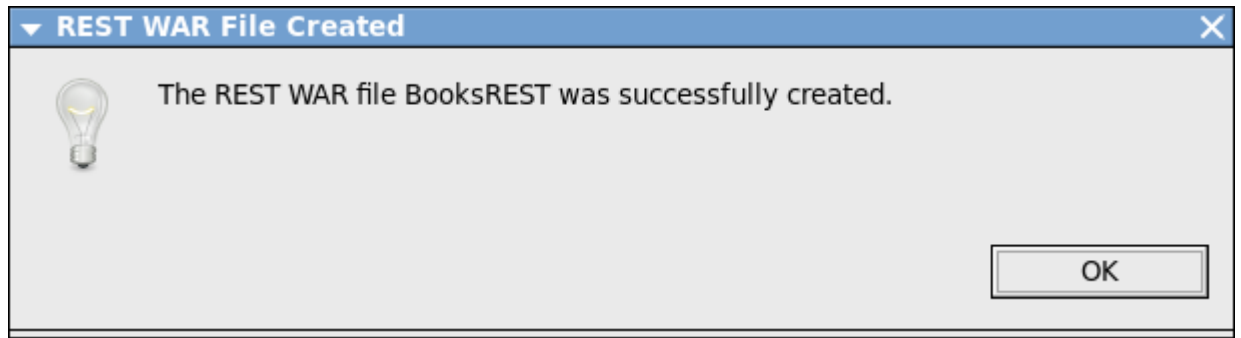 REST WAR File Created
The REST WAR file BooksREST was successfully created.
OK